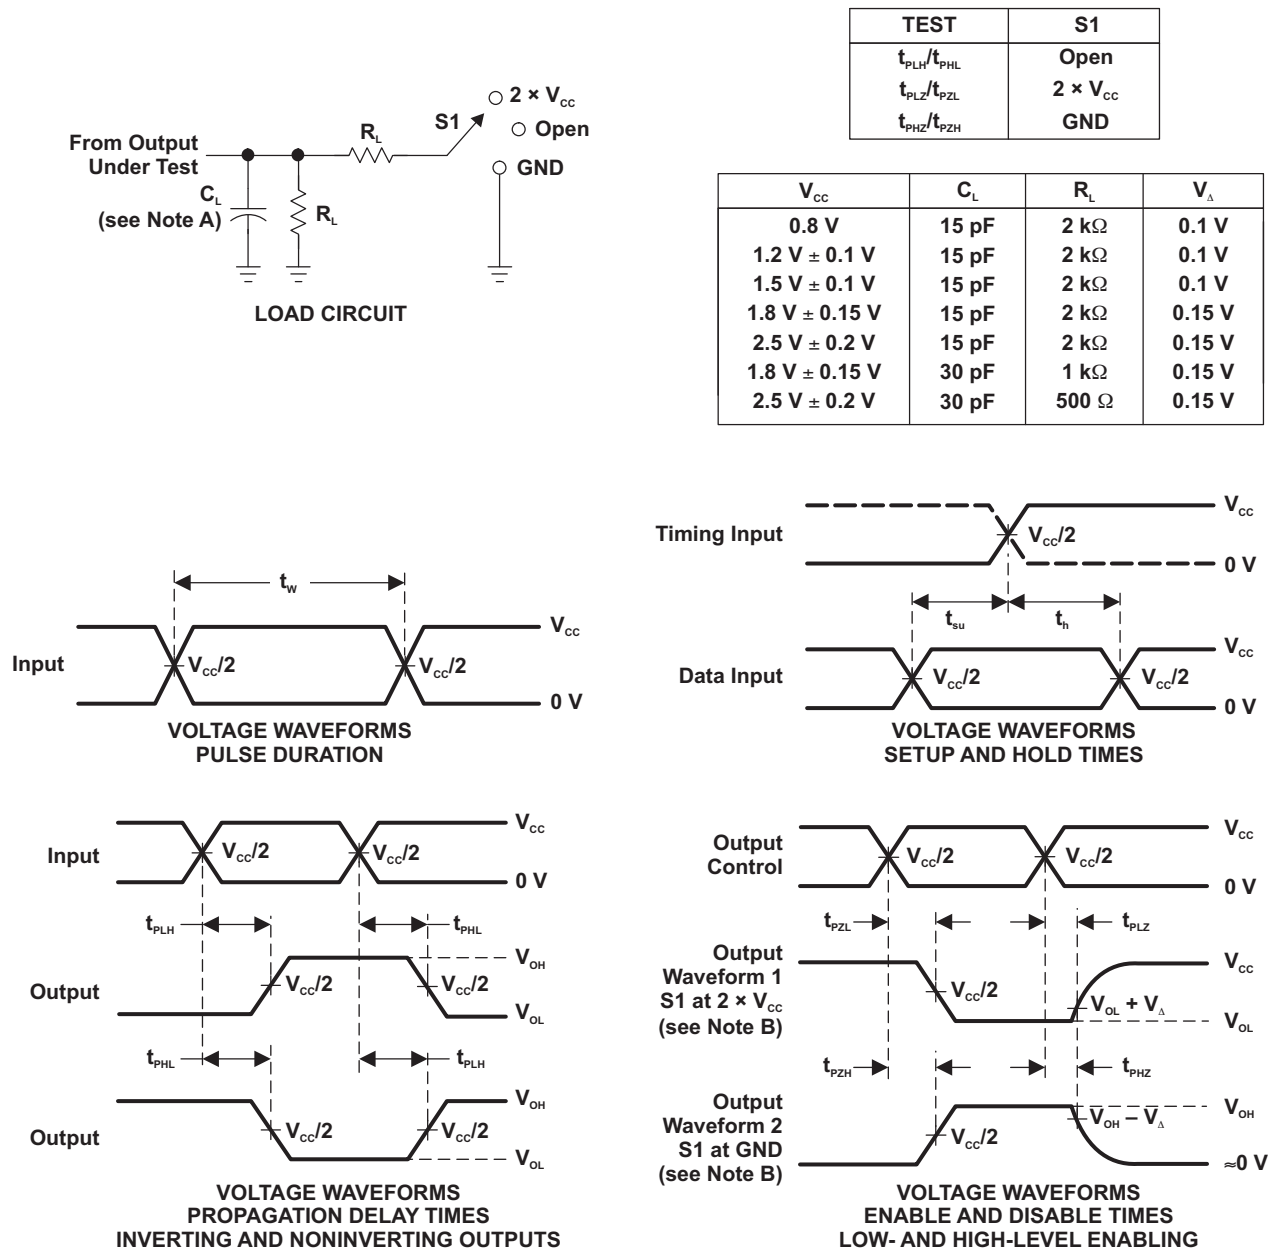 TEST S1
tPLH/tPHL Open
tPLZ/tPZL 2 × VCC
tPHZ/tPZH GND
2 × VCC
S1
Open
GND
From Output
Under Test
RL
CL
(see Note A)
RL
LOAD CIRCUIT
VCC CL RL VΔ
0.8 V 15 pF 2 kΩ 0.1 V
1.2 V ± 0.1 V 15 pF 2 kΩ 0.1 V
1.5 V ± 0.1 V 15 pF 2 kΩ 0.1 V
1.8 V ± 0.15 V 15 pF 2 kΩ 0.15 V
2.5 V ± 0.2 V 15 pF 2 kΩ 0.15 V
1.8 V ± 0.15 V 30 pF 1 kΩ 0.15 V
2.5 V ± 0.2 V 30 pF 500 Ω 0.15 V
tW
Input
VCC/2
VCC/2
VCC
0 V
VOLTAGE WAVEFORMS
PULSE DURATION
Timing Input
VCC/2
VCC
0 V
tsu
th
Data Input
VCC/2
VCC/2
VCC
0 V
VOLTAGE WAVEFORMS
SETUP AND HOLD TIMES
Input
VCC/2
VCC/2
VCC
0 V
tPLH
tPHL
Output
VCC/2
VCC/2
VOH
VOL
tPHL
tPLH
Output
VCC/2
VCC/2
VOH
VOL
VOLTAGE WAVEFORMS
PROPAGATION DELAY TIMES
INVERTING AND NONINVERTING OUTPUTS
Output
Control
VCC/2
VCC/2
VCC
0 V
tPZL
tPLZ
Output
Waveform 1
S1 at 2 × VCC
(see Note B)
VCC/2
VOL + VΔ
VCC
VOL
tPZH
tPHZ
Output
Waveform 2
S1 at GND
(see Note B)
VCC/2
VOH – VΔ
VOH
≈0 V
VOLTAGE WAVEFORMS
ENABLE AND DISABLE TIMES
LOW- AND HIGH-LEVEL ENABLING